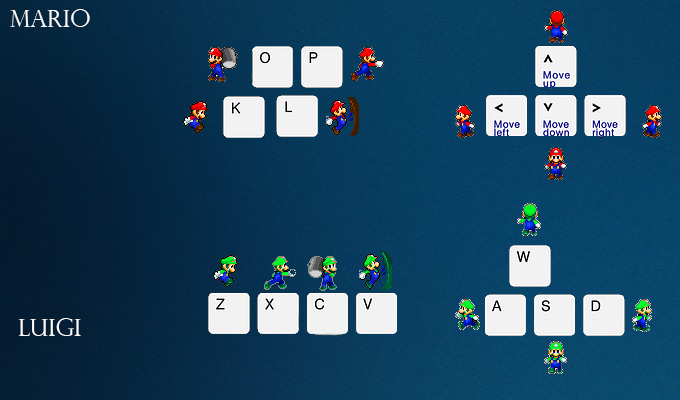 MARIO
O P
K L
^
Move
up
<
Move
left
v
Move
down
>
Move
right
W
Z X C V
A S D
LUIGI